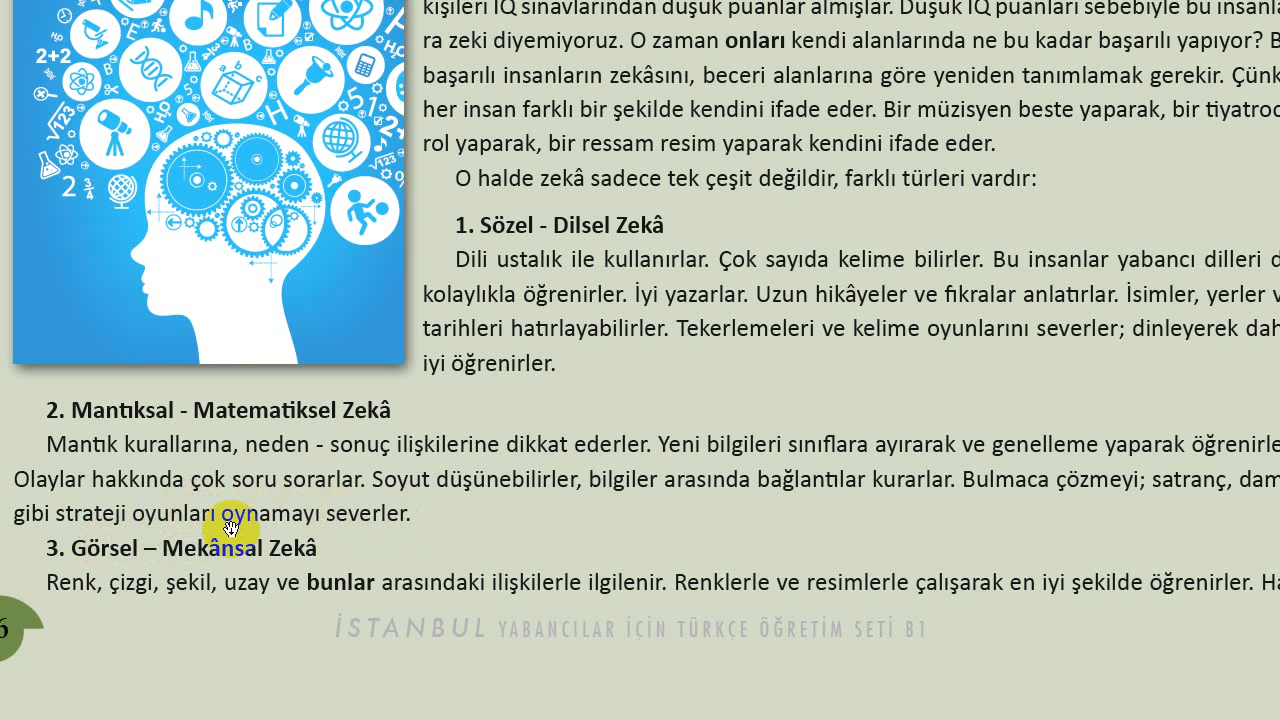 kişileri IQ sınavlarından düşük puanlar almışlar. Düşük IQ puanları sebebiyle bu
ra zeki diyemiyoruz. O zaman onları kendi alanlarında ne bu kadar başarılı yapıyor?
başarılı insanların zekâsını, beceri alanlarına göre yeniden tanımlamak gerekir.
her insan farklı bir şekilde kendini ifade eder. Bir müzisyen beste yaparak, bir
rol yaparak, bir ressam resim yaparak kendini ifade eder.
O halde zekâ sadece tek çeşit değildir, farklı türleri vardır:
1. Sözel - Dilsel Zekâ
Dili ustalık ile kullanırlar. Çok sayıda kelime bilirler. Bu insanlar yabancı dilleri
kolaylıkla öğrenirler. İyi yazarlar. Uzun hikâyeler ve fıkralar anlatırlar. İsimler, yerler
tarihleri hatırlayabilirler. Tekerlemeleri ve kelime oyunlarını severler; dinleyerek
iyi öğrenirler.
2. Mantıksal - Matematiksel Zekâ
Mantık kurallarına, neden - sonuç ilişkilerine dikkat ederler. Yeni bilgileri sınıflara ayırarak ve genelleme yaparak
Olaylar hakkında çok soru sorarlar. Soyut düşünebilirler, bilgiler arasında bağlantılar kurarlar. Bulmaca çözmeyi; satranç,
gibi strateji oyunları oynamayı severler.
3. Görsel – Mekânsal Zekâ
Renk, çizgi, şekil, uzay ve bunlar arasındaki ilişkilerle ilgilenir. Renklerle ve resimlerle çalışarak en iyi şekilde öğrenirler.
6
İSTANBUL YABANCILAR İÇİN TÜRKÇE ÖĞRETİM SETİ B1